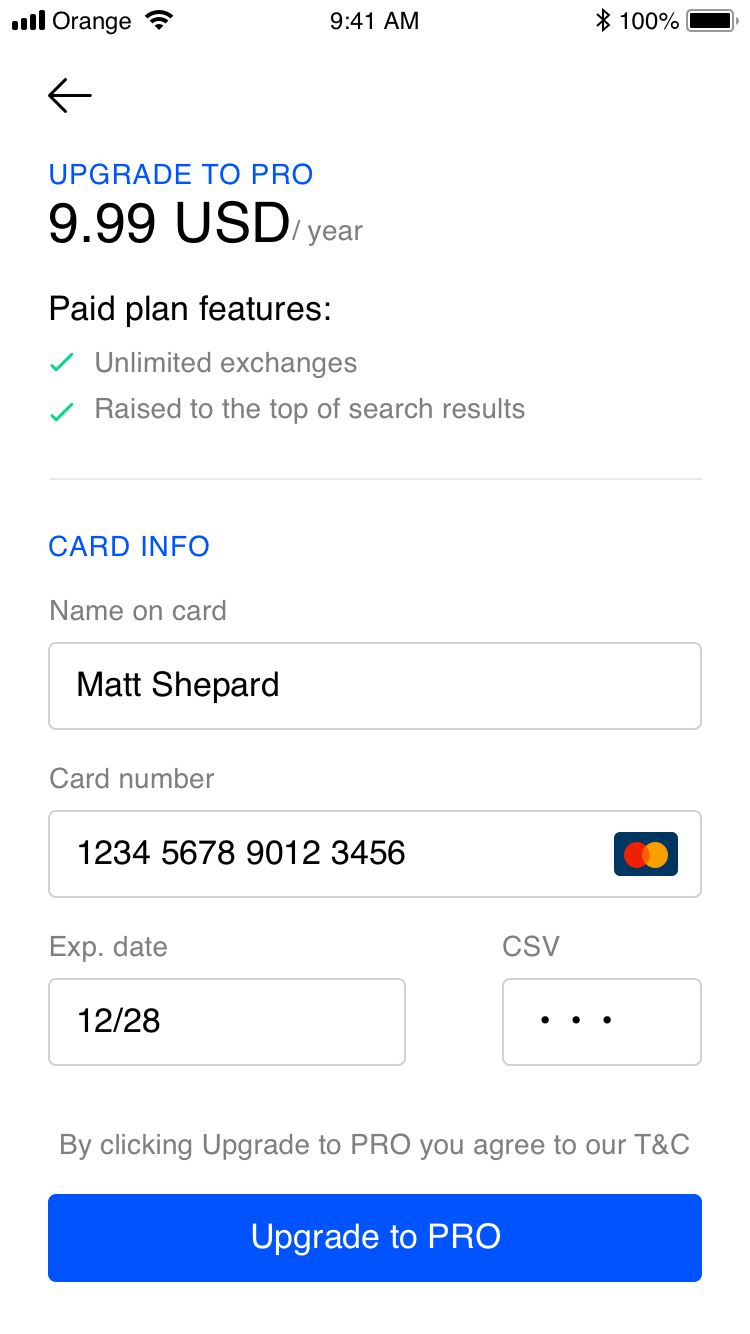 Orange 9:41 AM 100%
UPGRADE TO PRO
9.99 USD/ year
Paid plan features:
Unlimited exchanges
Raised to the top of search results
CARD INFO
Name on card
Matt Shepard
Card number
1234 5678 9012 3456
Exp. date CSV
12/28 • • •
By clicking Upgrade to PRO you agree to our T&C
Upgrade to PRO